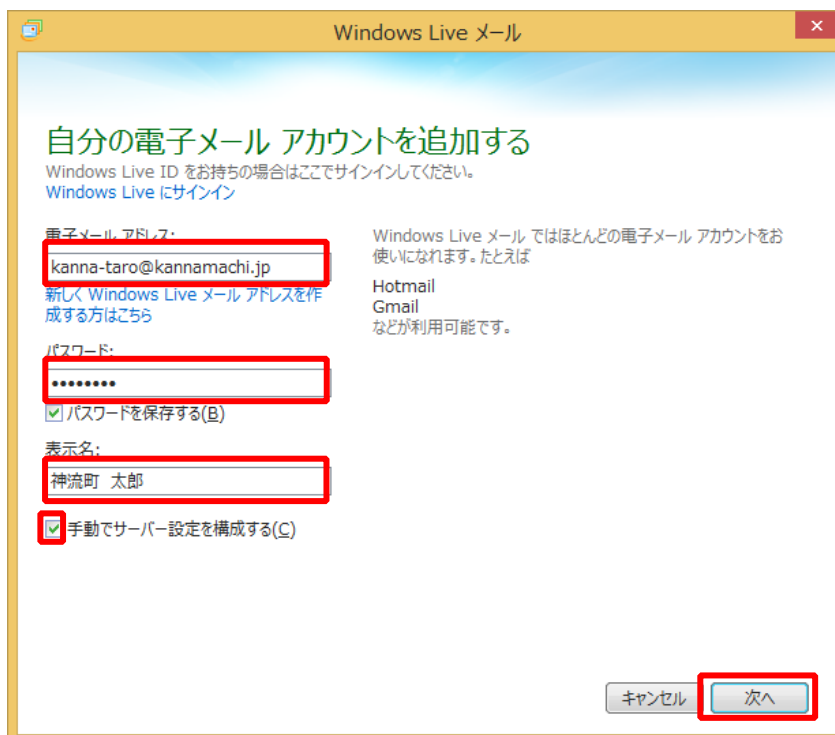 Windows Live メール
自分の電子メール アカウントを追加する
Windows Live ID をお持ちの場合はここでサインインしてください。
Windows Live にサインイン
電子メール アドレス:
kanna-taro@kannamachi.jp
新しく Windows Live メール アドレスを作
成する方はこちら
パスワード:
••••••••
パスワードを保存する(B)
表示名:
神流町 太郎
手動でサーバー設定を構成する(C)
Windows Live メール ではほとんどの電子メール アカウントをお
使いになれます。たとえば
Hotmail
Gmail
などが利用可能です。
キャンセル
次へ